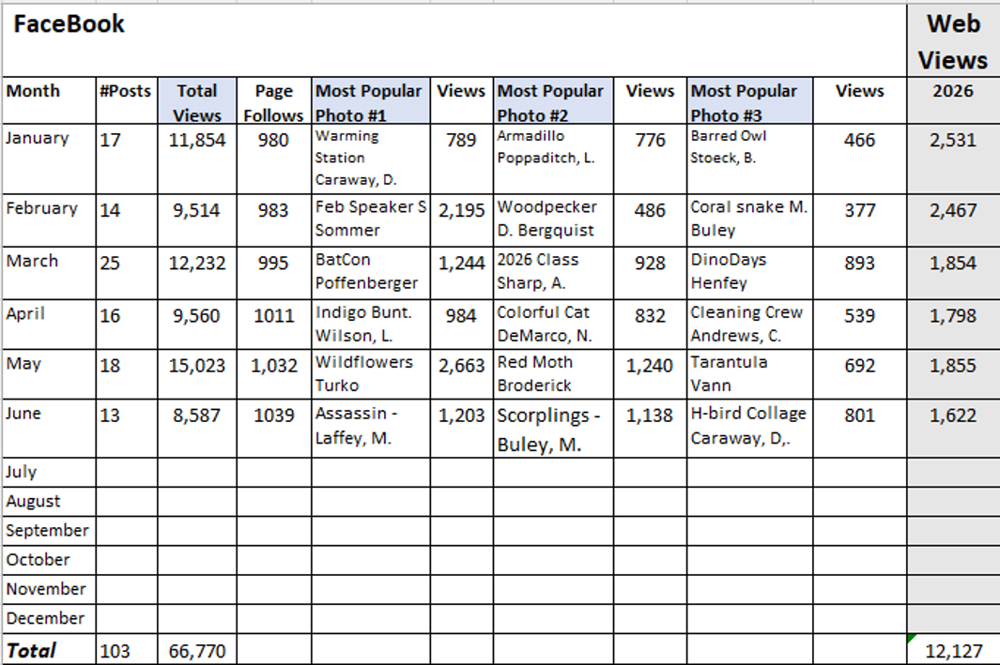 FaceBook Web
Views
Month #Posts Total Page Most Popular Views Most Popular Views Most Popular Views 2026
Views Follows Photo #1 Photo #2 Photo #3
January 17 11,854 980 Warming 789 Armadillo 776 Barred Owl 466 2,531
Station Poppaditch, L. Stoeck, B.
Caraway, D.
February 14 9,514 983 Feb Speaker S 2,195 Woodpecker 486 Coral snake M. 377 2,467
Sommer D. Bergquist Buley
March 25 12,232 995 BatCon 1,244 2026 Class 928 DinoDays 893 1,854
Poffenberger Sharp, A. Henfey
April 16 9,560 1011 Indigo Bunt. 984 Colorful Cat 832 Cleaning Crew 539 1,798
Wilson, L. DeMarco, N. Andrews, C.
May 18 15,023 1,032 Wildflowers 2,663 Red Moth 1,240 Tarantula 692 1,855
Turko Broderick Vann
June 13 8,587 1039 Assassin - 1,203 Scorplings - 1,138 H-bird Collage 801 1,622
Laffey, M. Buley, M. Caraway, D,.
July
August
September
October
November
December
Total 103 66,770 12,127